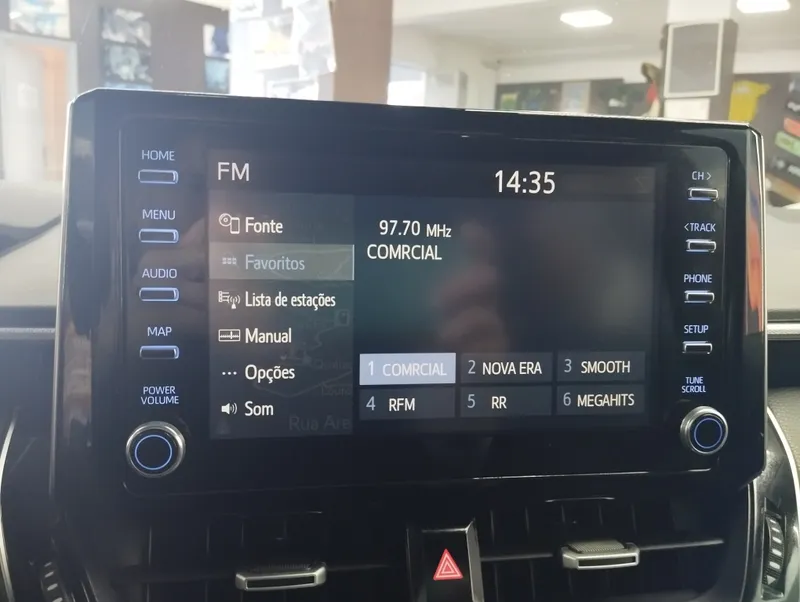 HOME
MENU
AUDIO
MAP
POWER
VOLUME
FM
14:35
Fonte
Favoritos
Lista de estações
Manual
Opções
Som
Rua Are
97.70 MHz
COMRCIAL
1 COMRCIAL
2 NOVA ERA
3 SMOOTH
4 RFM
5 RR
6 MEGAHITS
CH >
< TRACK
PHONE
SETUP
TUNE
SCROLL